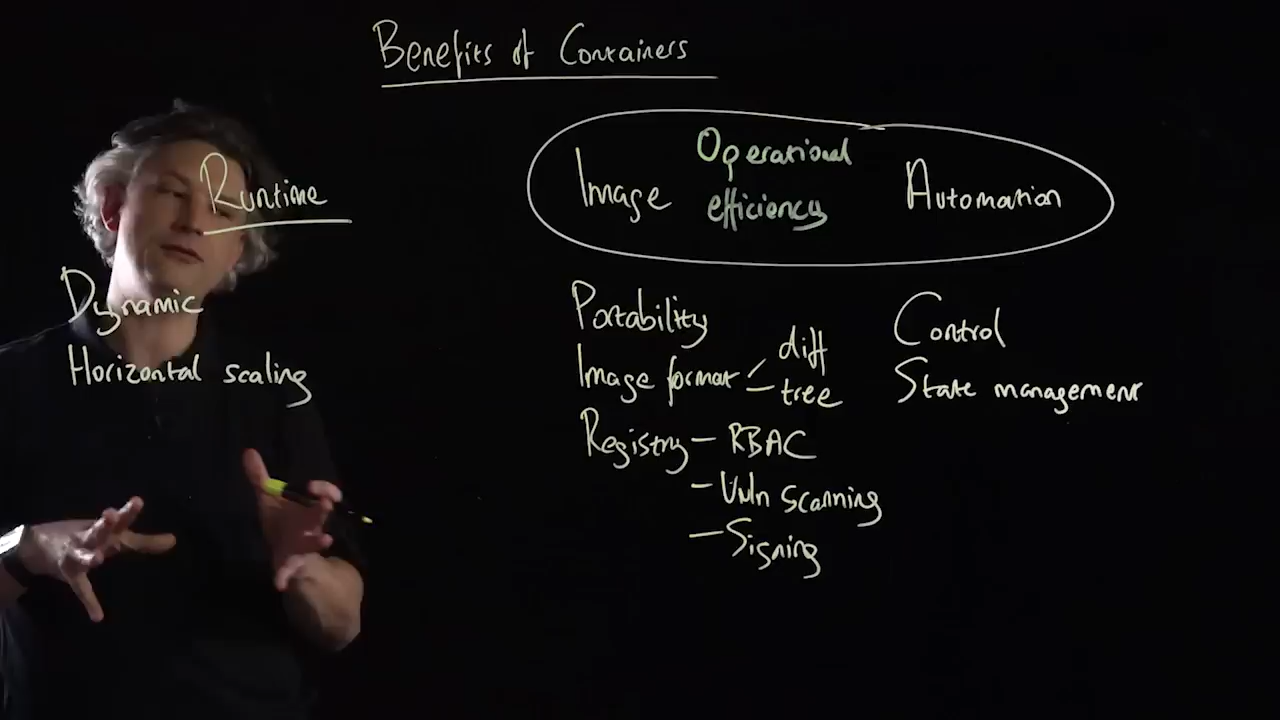 Benefits of Containers
Runtime
Dynamic
Horizontal scaling
Image
Operational
efficiency
Automation
Portability
Image format - diff
- tree
Registry - RBAC
- Vuln scanning
- Signing
Control
State management